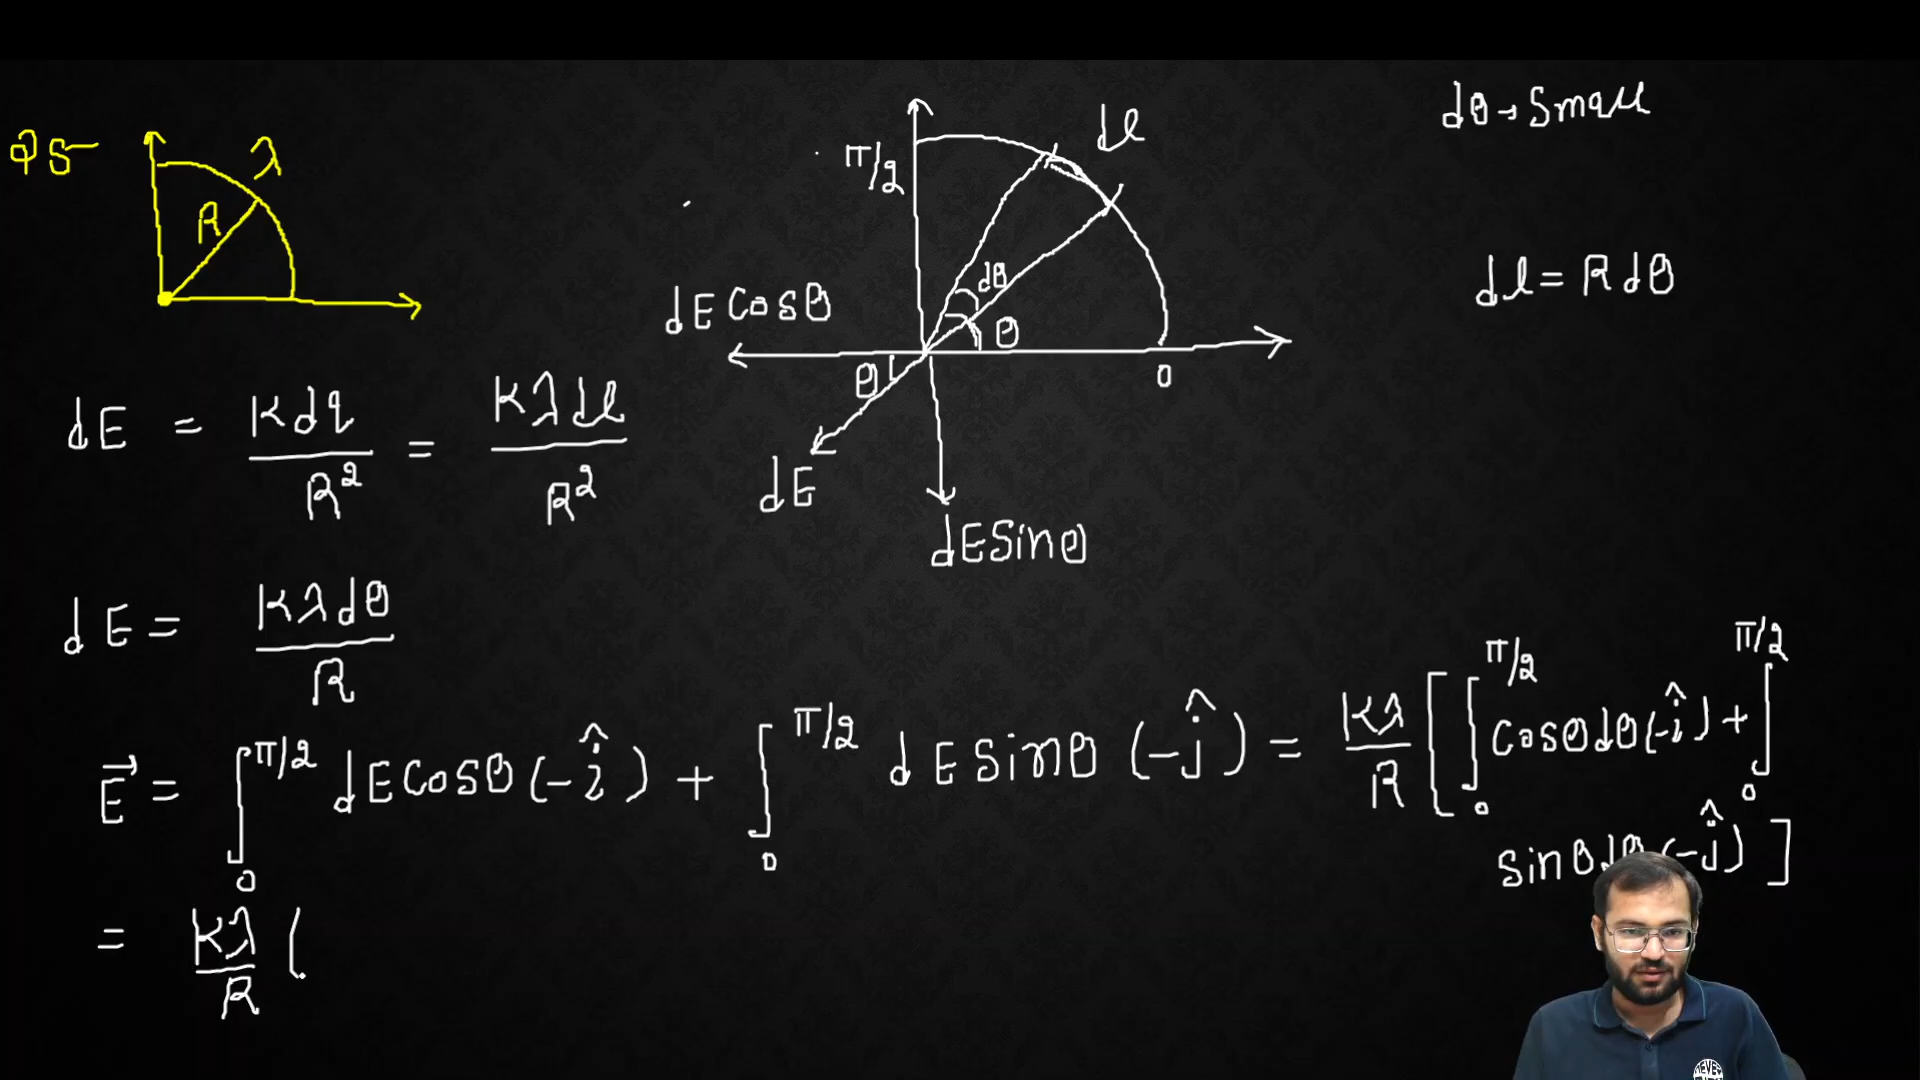 Q5-
λ
R
π/2
dl
dθ→Small
dθ
dl = Rdθ
dE Cosθ
θ
0
θ
dE
dE Sinθ
dE = Kdq/R² = Kλdl/R²
dE = Kλdθ/R
E⃗ = ∫₀^π/2 dE Cosθ (-î) + ∫₀^π/2 dE Sinθ (-ĵ) = Kλ/R [∫₀^π/2 Cosθdθ(-î) + ∫₀^π/2
sinθdθ(-ĵ)]
= Kλ/R (